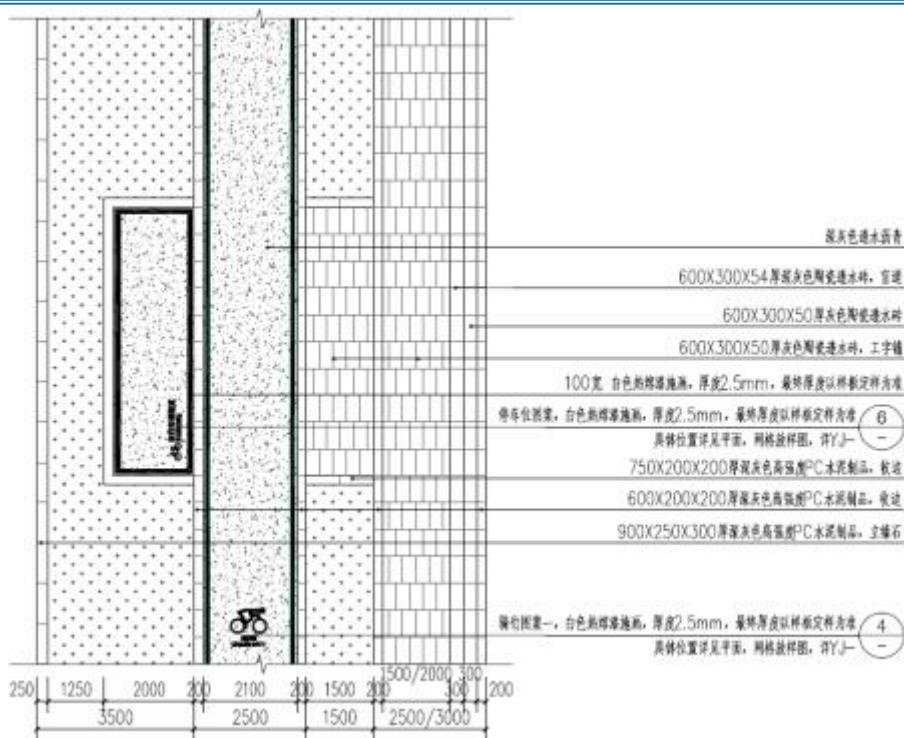 深灰色透水沥青
600X300X54厚深灰色陶瓷透水砖，盲道
600X300X50厚灰色陶瓷透水砖
600X300X50厚灰色陶瓷透水砖，工字铺
100宽 白色热熔漆施画，厚度2.5mm，最终厚度以样板定样为准
停车位图案，白色热熔漆施画，厚度2.5mm，最终厚度以样板定样为准
具体位置详见平面、网格放样图，详YJ-
6
-
750X200X200厚深灰色高强度PC水泥制品，收边
600X200X200厚深灰色高强度PC水泥制品，收边
900X250X300厚深灰色高强度PC水泥制品，立缘石
骑行图案一，白色热熔漆施画，厚度2.5mm，最终厚度以样板定样为准
具体位置详见平面、网格放样图，详YJ-
4
-
1500/2000 300
250 1250 2000 200 2100 200 1500 200 300 200
3500 2500 1500 2500/3000